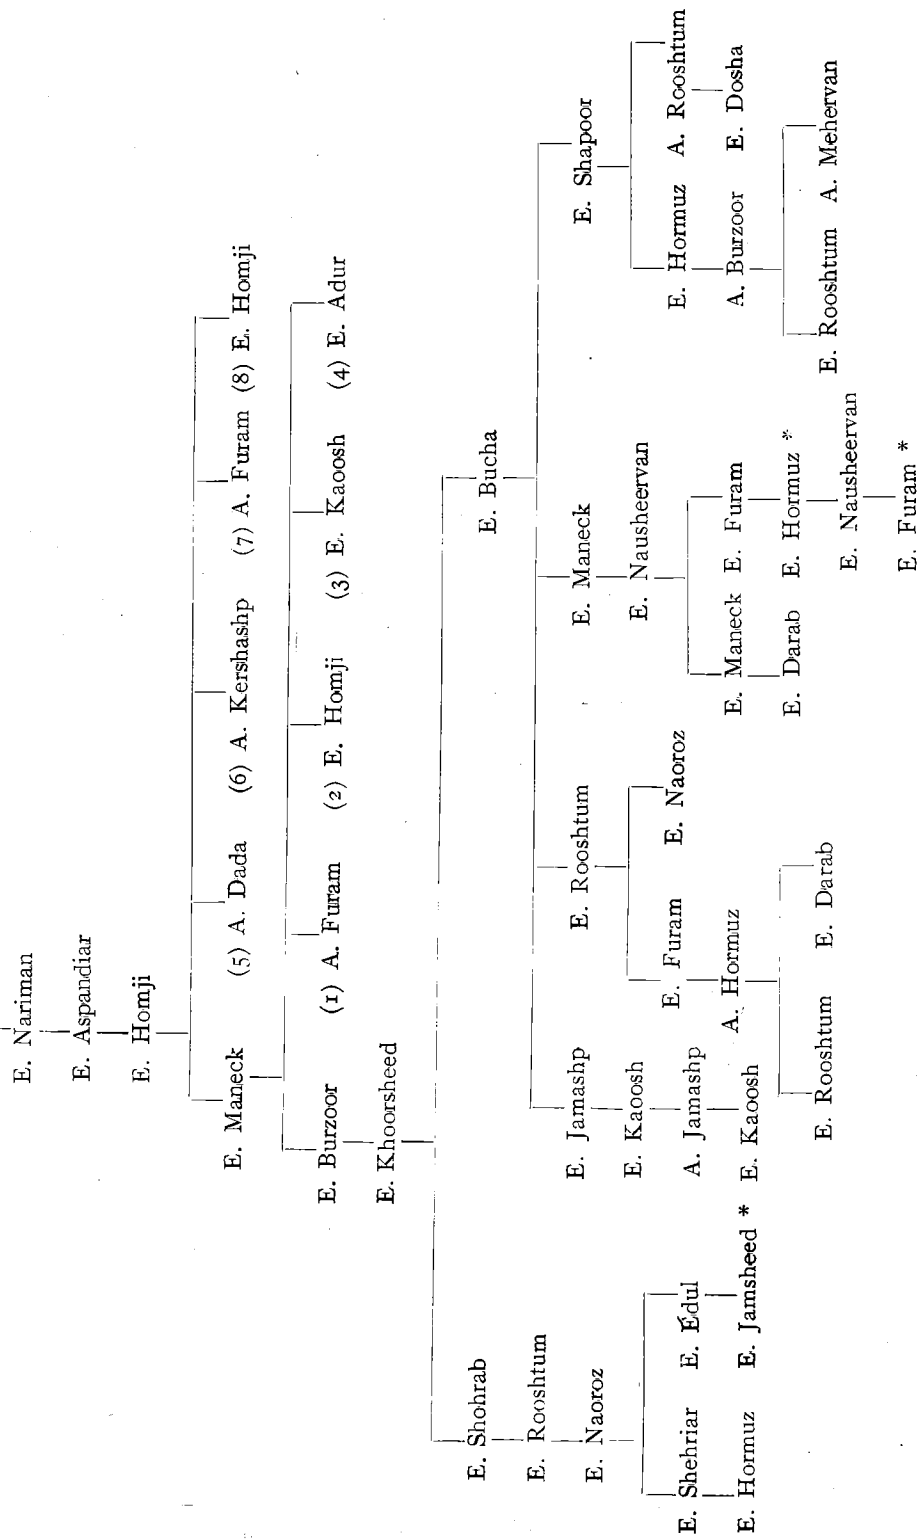 E. Nariman
E. Aspandiar
E. Homji
E. Maneck (5) A. Dada (6) A. Kershashp (7) A. Furam (8) E. Homji
E. Burzoor (1) A. Furam (2) E. Homji (3) E. Kaoosh (4) E. Adur
E. Khoorsheed
E. Shohrab E. Bucha
E. Rooshtum
E. Naoroz
E. Shehriar E. Edul
E. Hormuz E. Jamsheed *
E. Jamashp E. Rooshtum E. Maneck E. Shapoor
E. Kaoosh E. Nausheervan
E. Furam E. Naoroz E. Hormuz A. Rooshtum
A. Jamashp A. Hormuz E. Maneck E. Furam A. Burzoor E. Dosha
E. Kaoosh E. Darab E. Hormuz *
E. Rooshtum E. Darab E. Nausheervan E. Rooshtum A. Mehervan
E. Furam *